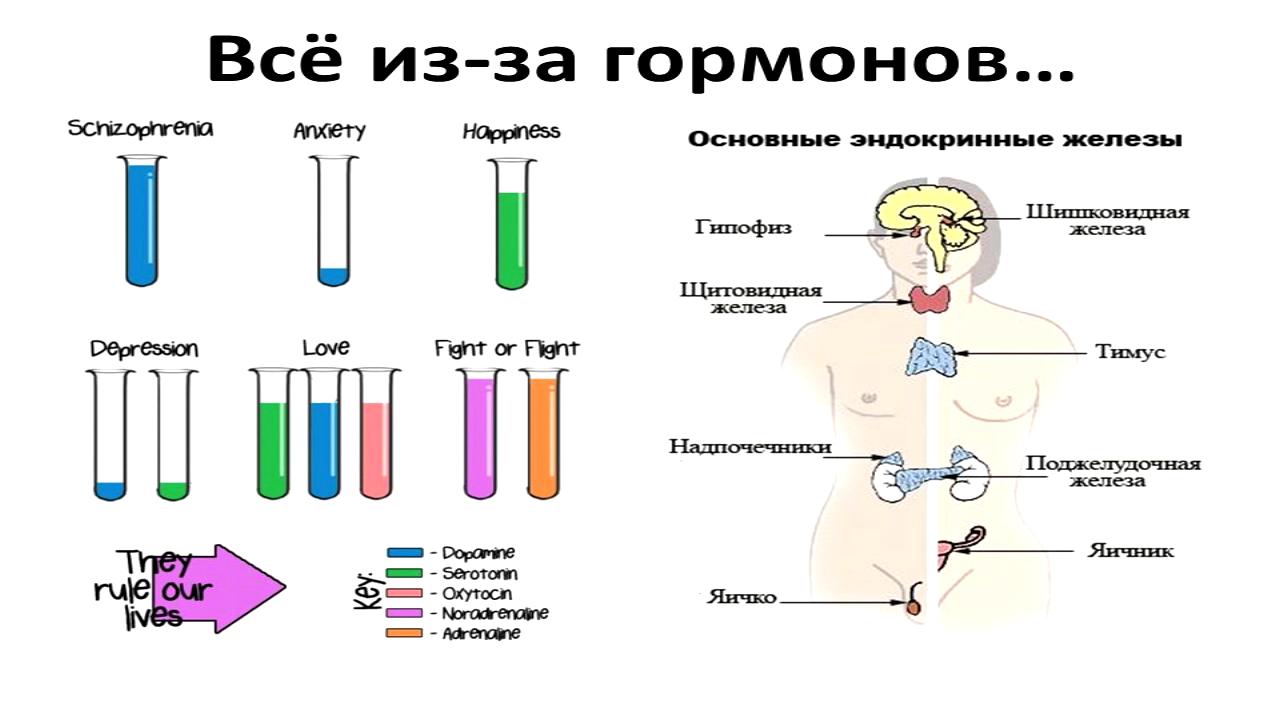 Всё из-за гормонов...
Schizophrenia
Anxiety
Happiness
Depression
Love
Fight or Flight
They
rule our
lives
Key:
- Dopamine
- Serotonin
- Oxytocin
- Noradrenaline
- Adrenaline
Основные эндокринные железы
Гипофиз
Шишковидная
железа
Щитовидная
железа
Тимус
Надпочечники
Поджелудочная
железа
Яичник
Яичко